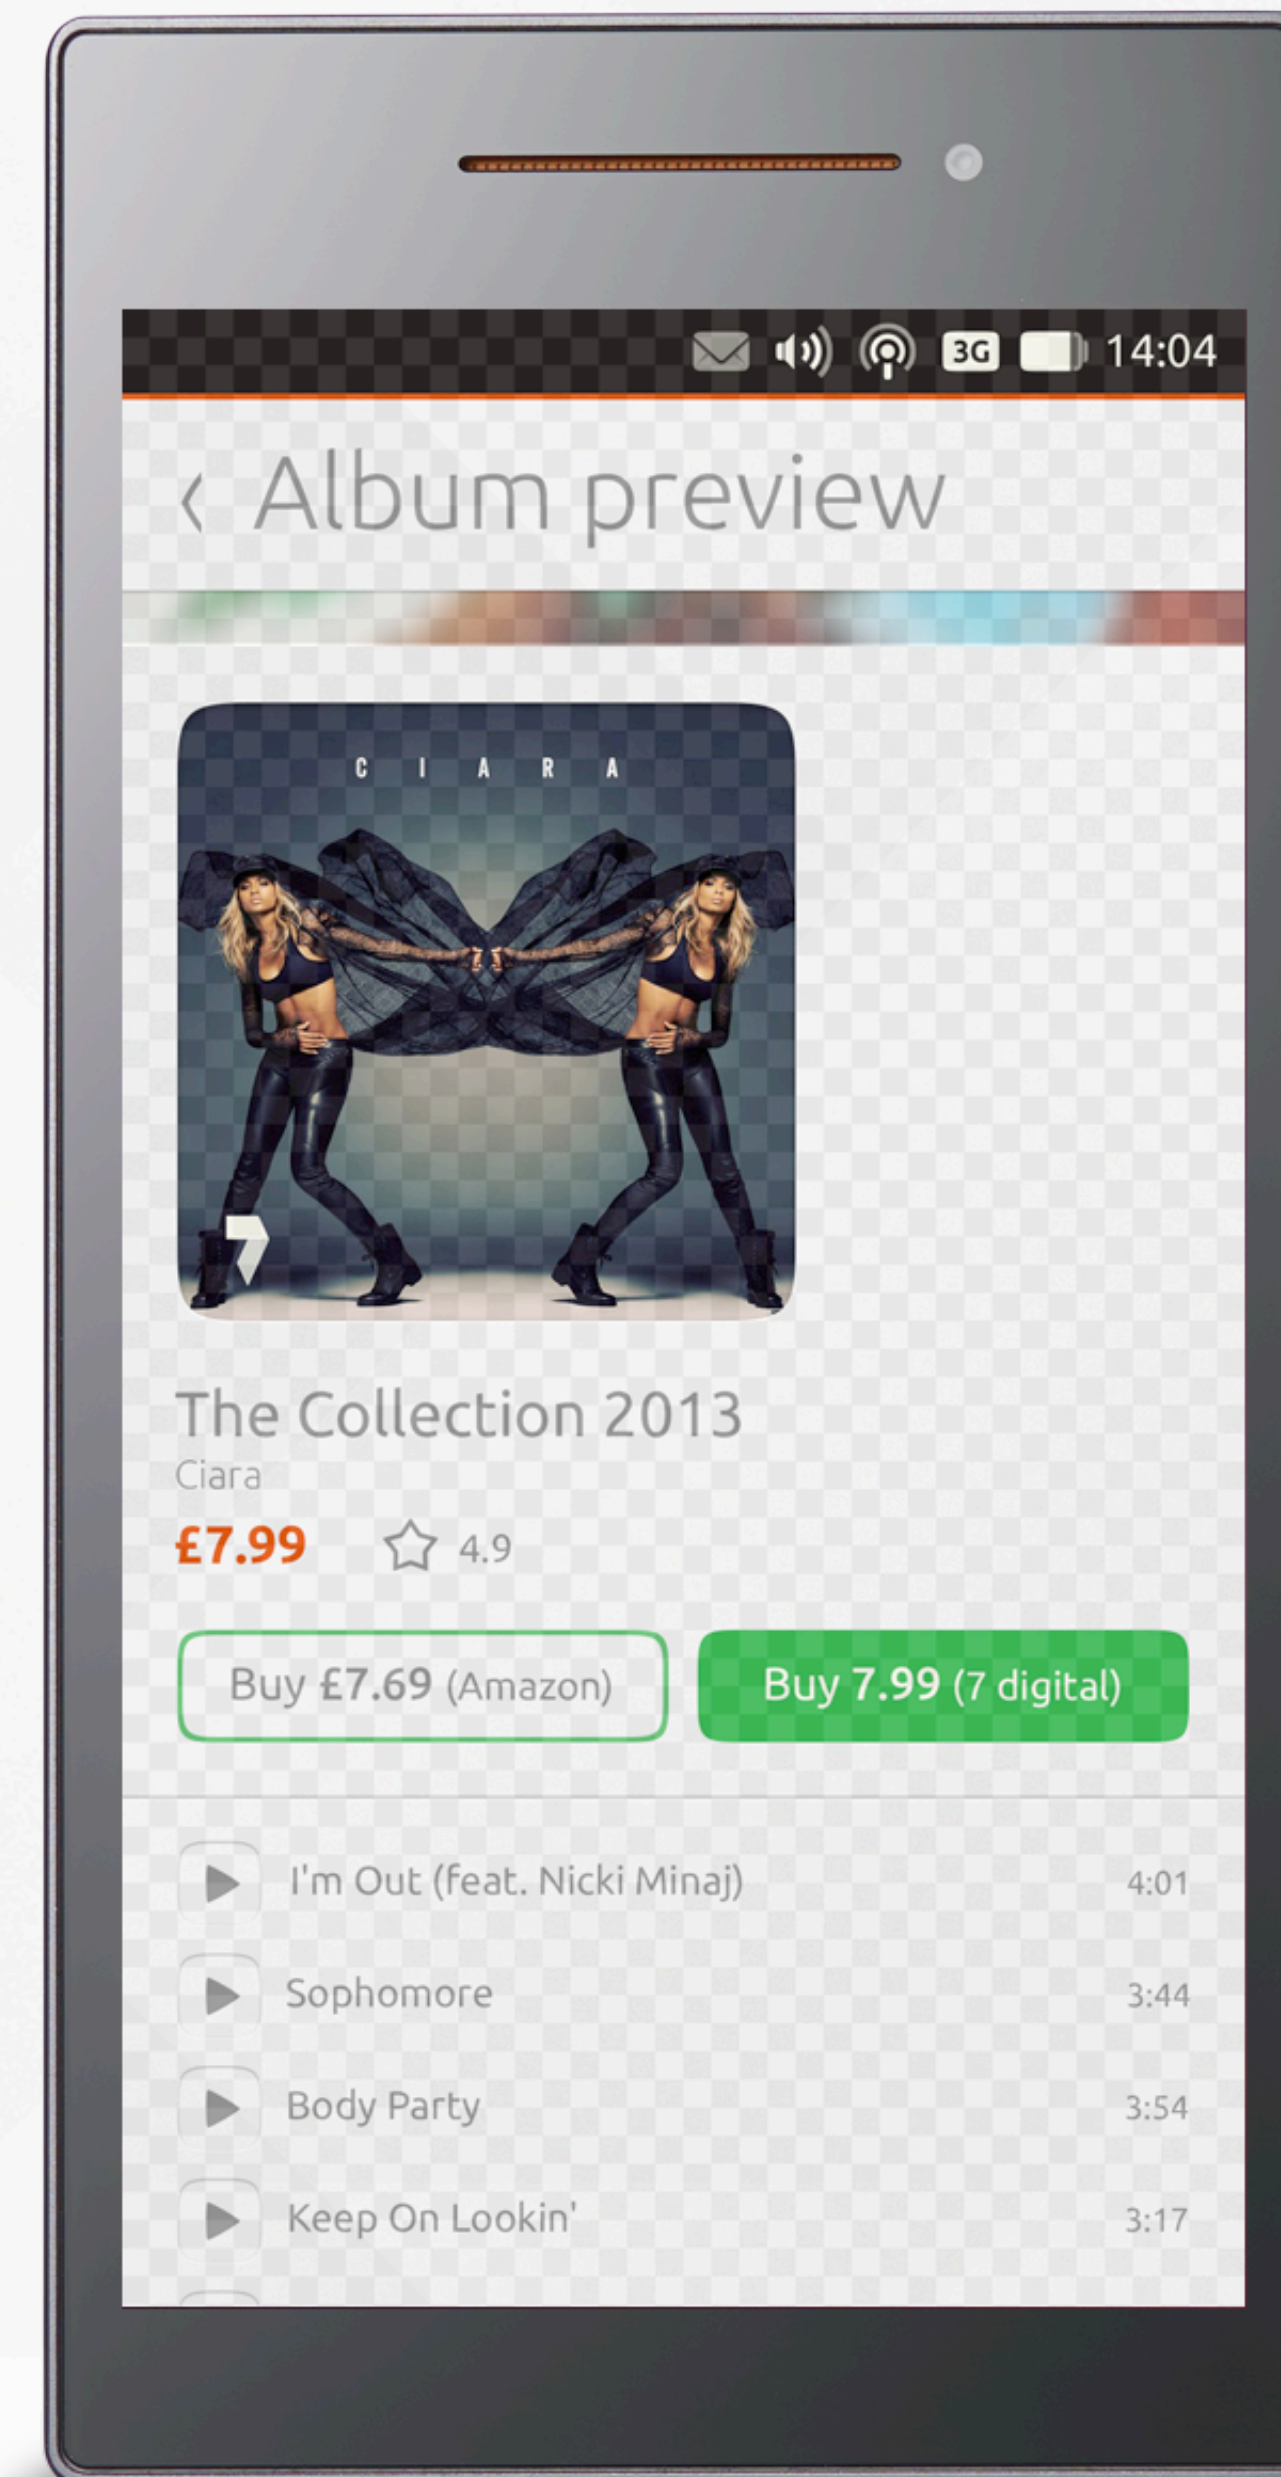 3G 14:04
Album preview
CIARA
The Collection 2013
Ciara
£7.99 4.9
Buy £7.69 (Amazon) Buy 7.99 (7 digital)
I'm Out (feat. Nicki Minaj) 4:01
Sophomore 3:44
Body Party 3:54
Keep On Lookin' 3:17